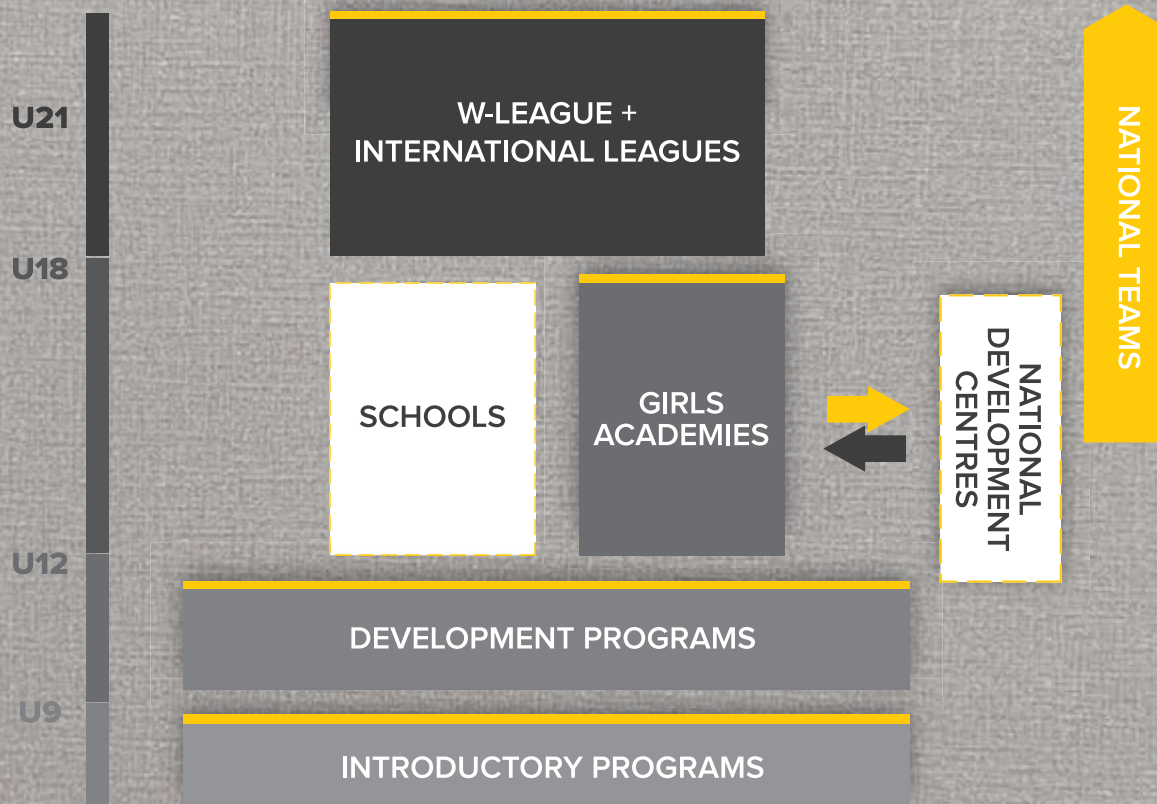 U21
W-LEAGUE +
INTERNATIONAL LEAGUES
NATIONAL TEAMS
U18
SCHOOLS
GIRLS
ACADEMIES
NATIONAL
DEVELOPMENT
CENTRES
U12
DEVELOPMENT PROGRAMS
U9
INTRODUCTORY PROGRAMS